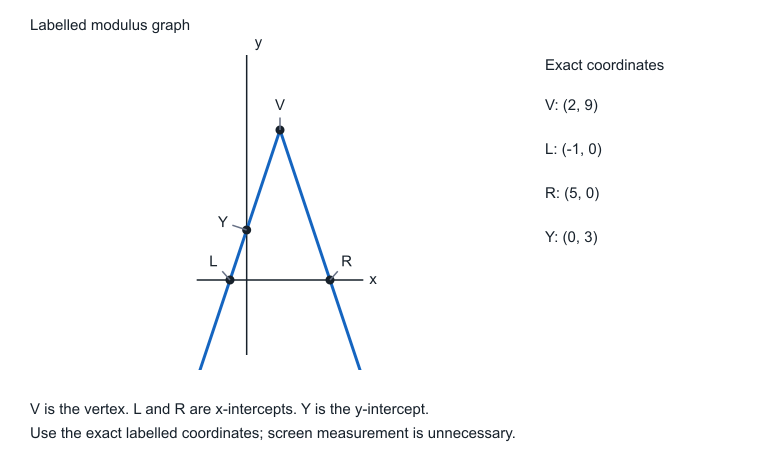 Labelled modulus graph
y
Exact coordinates
V
V: (2, 9)
L: (-1, 0)
R: (5, 0)
Y
Y: (0, 3)
L
R
x
V is the vertex. L and R are x-intercepts. Y is the y-intercept.
Use the exact labelled coordinates; screen measurement is unnecessary.